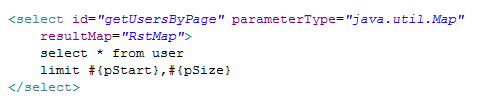 <select id="getUsersByPage" parameterType="java.util.Map"
resultMap="RstMap">
select * from user
limit #{pStart},#{pSize}
</select>